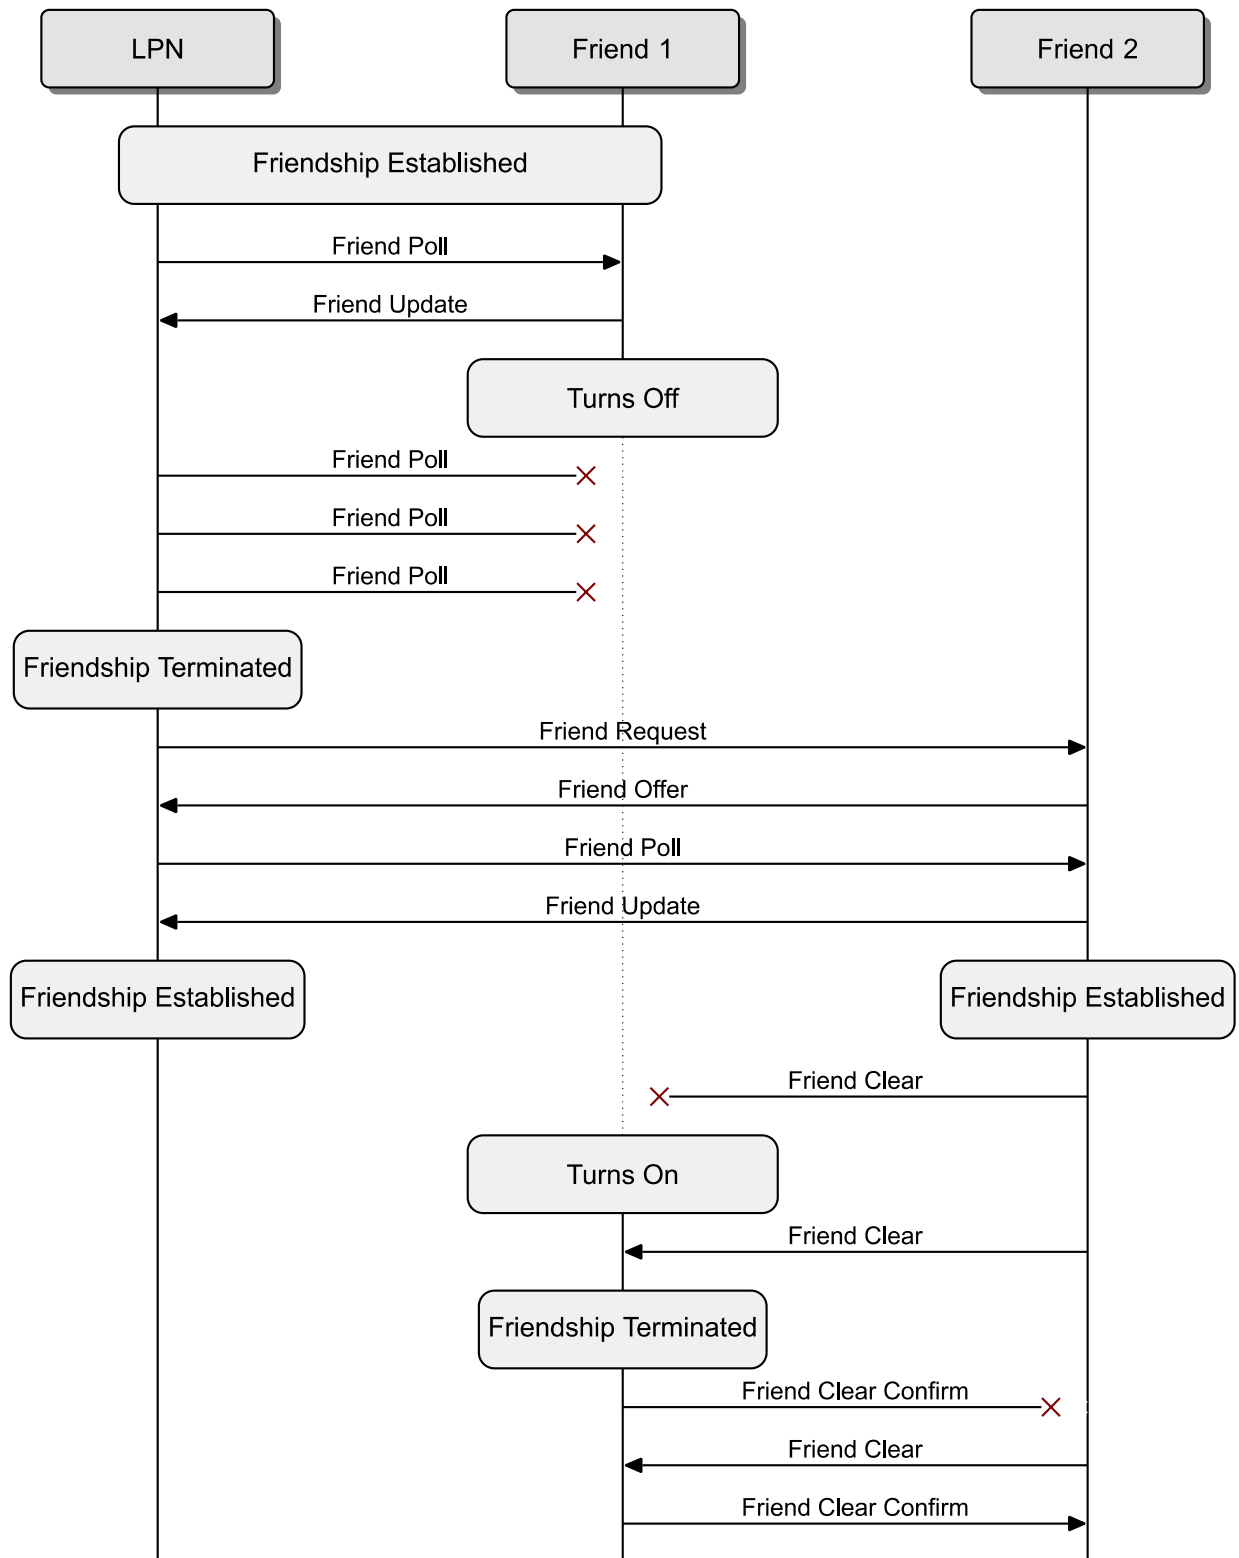 LPN
Friend 1
Friend 2
Friendship Established
Friend Poll
Friend Update
Turns Off
Friend Poll
Friend Poll
Friend Poll
Friendship Terminated
Friend Request
Friend Offer
Friend Poll
Friend Update
Friendship Established
Friendship Established
Friend Clear
Turns On
Friend Clear
Friendship Terminated
Friend Clear Confirm
Friend Clear
Friend Clear Confirm